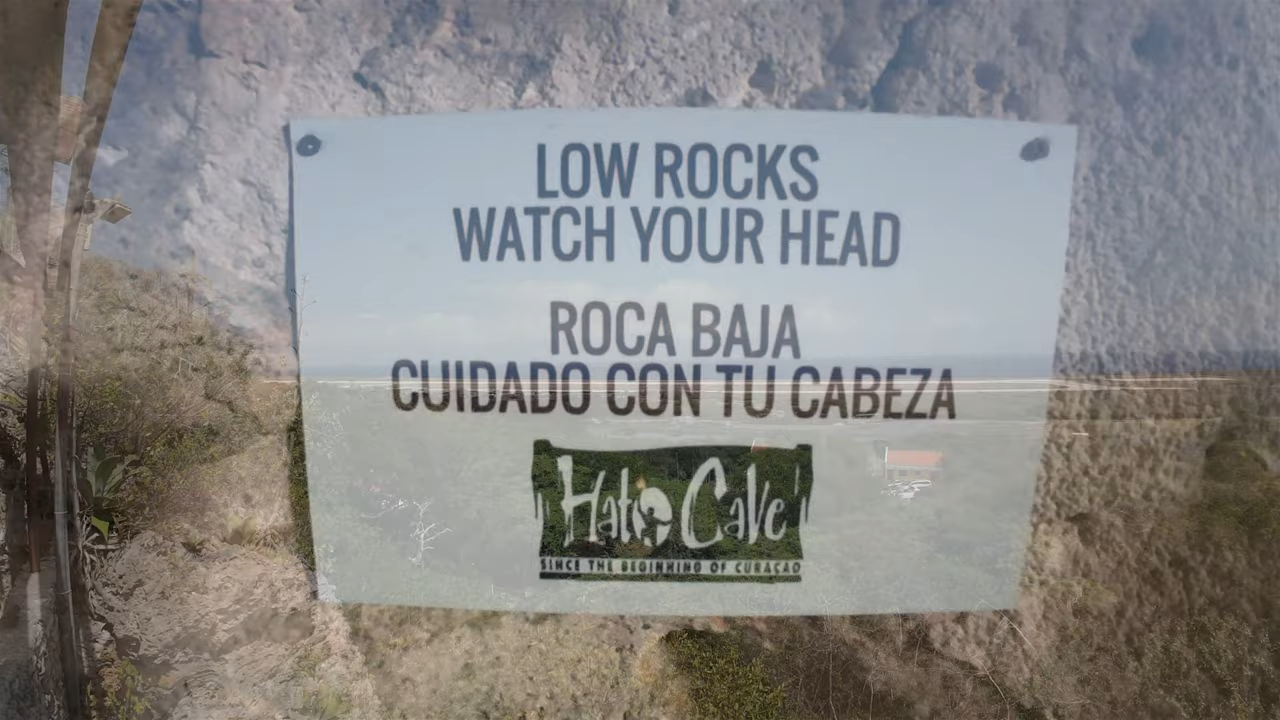 LOW ROCKS
WATCH YOUR HEAD
ROCA BAJA
CUIDADO CON TU CABEZA
Hato Cave
SINCE THE BEGINNING OF CURAÇAO